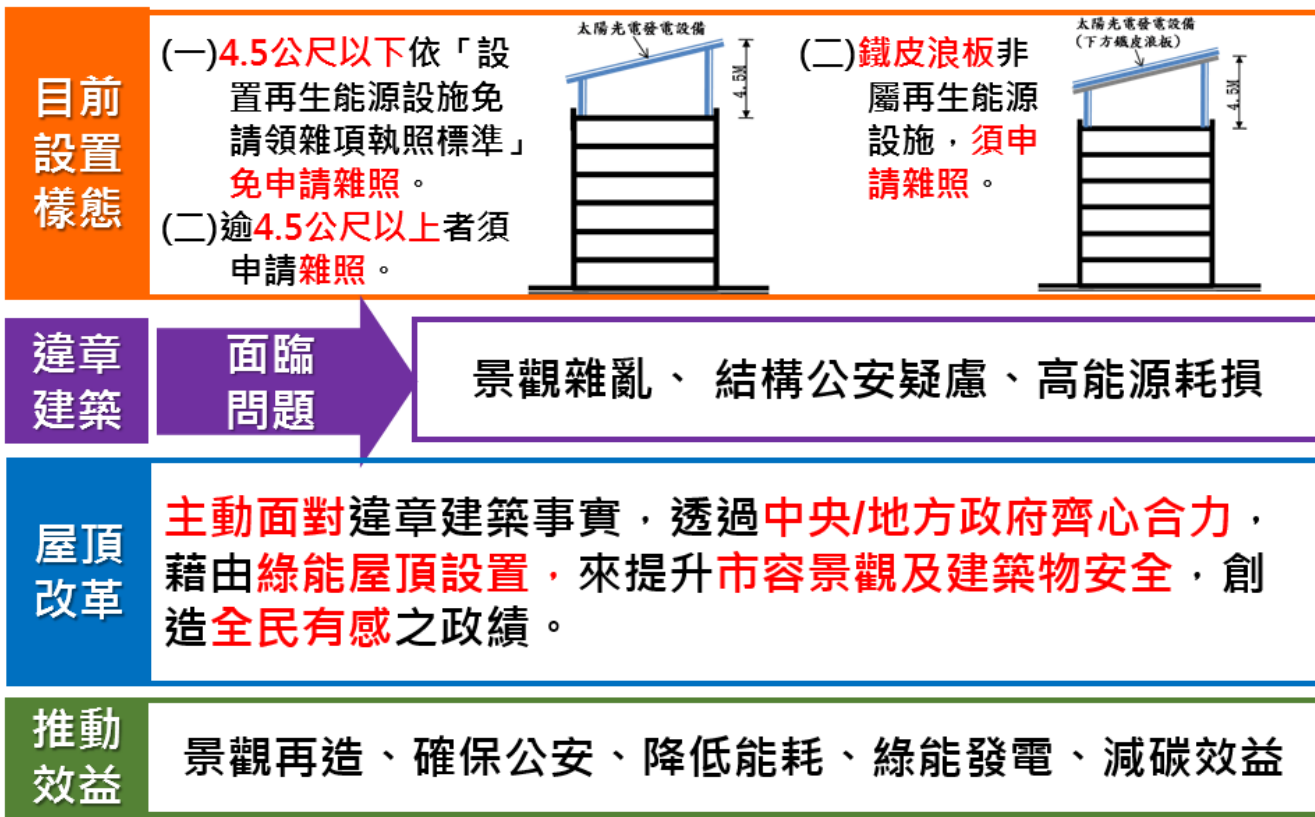 目前
設置
樣態
(一)4.5公尺以下依「設
置再生能源設施免
請領雜項執照標準」
免申請雜照。
(二)逾4.5公尺以上者須
申請雜照。
太陽光電發電設備
4.5M
(二)鐵皮浪板非
屬再生能源
設施，須申
請雜照。
太陽光電發電設備
(下方鐵皮浪板)
4.5M
違章
建築
面臨
問題
景觀雜亂、 結構公安疑慮、高能源耗損
屋頂
改革
主動面對違章建築事實，透過中央/地方政府齊心合力，
藉由綠能屋頂設置，來提升市容景觀及建築物安全，創
造全民有感之政績。
推動
效益
景觀再造、確保公安、降低能耗、綠能發電、減碳效益